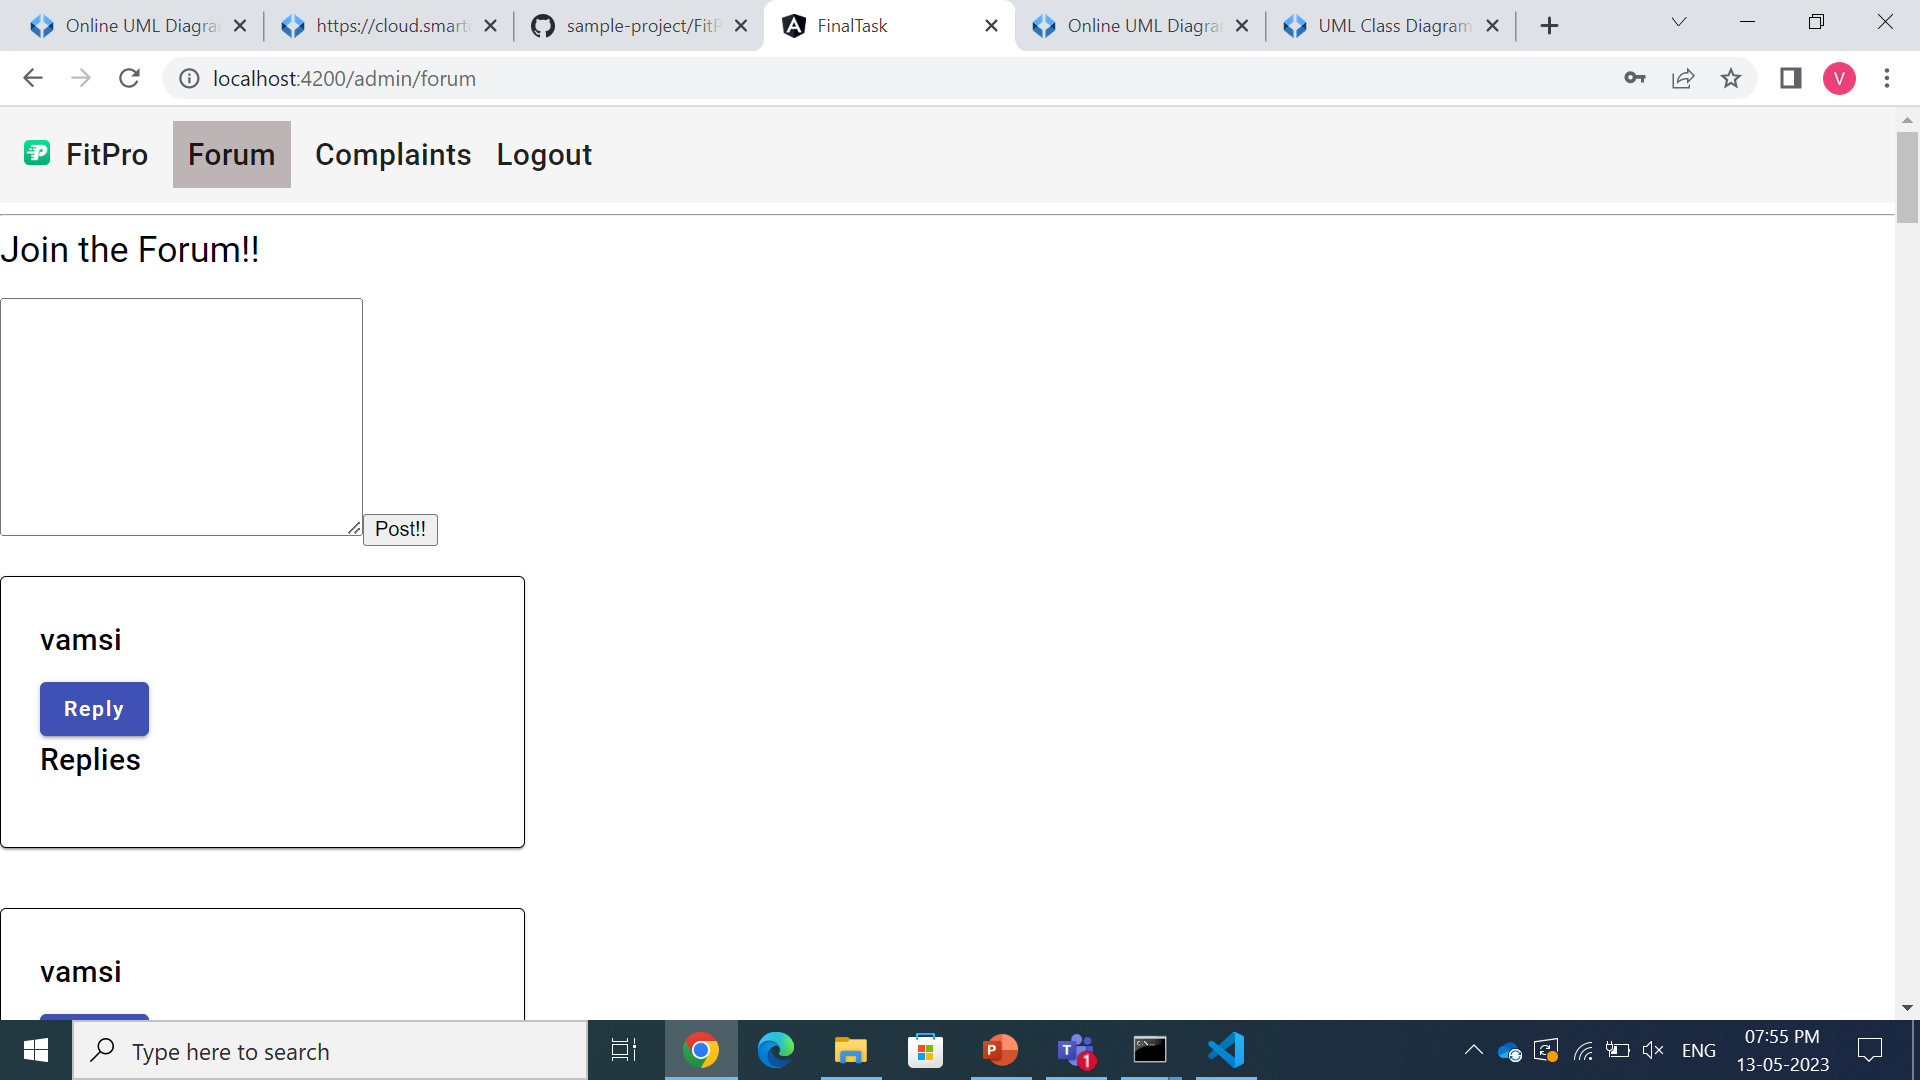 Online UML Diagra
https://cloud.smart
sample-project/FitP
FinalTask
Online UML Diagra
UML Class Diagram
localhost:4200/admin/forum
V
FitPro
Forum
Complaints
Logout
Join the Forum!!
Post!!
vamsi
Reply
Replies
vamsi
Type here to search
1
ENG
07:55 PM
13-05-2023